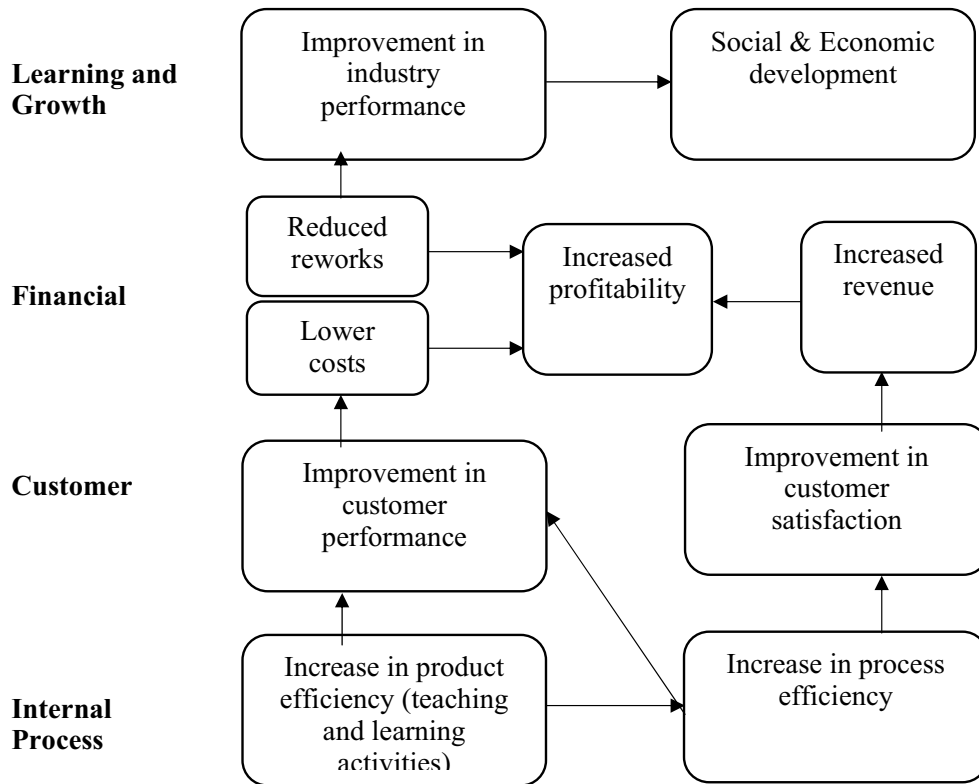 Learning and
Growth
Improvement in
industry
performance
Social & Economic
development
Financial
Reduced
reworks
Lower
costs
Increased
profitability
Increased
revenue
Customer
Improvement in
customer
performance
Improvement in
customer
satisfaction
Internal
Process
Increase in product
efficiency (teaching
and learning
activities)
Increase in process
efficiency